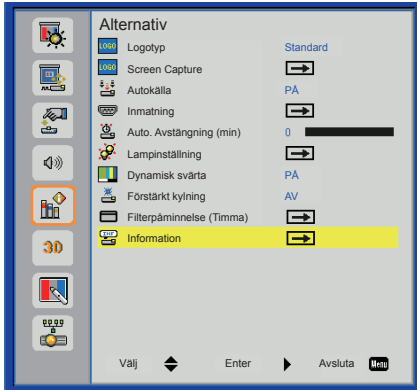 Alternativ
LOGO Logotyp Standard
LOGO Screen Capture
Autokälla PÅ
Inmatning
Auto. Avstängning (min) 0
Lampinställning
Dynamisk svärta PÅ
Förstärkt kylning AV
Filterpåminnelse (Timma)
Information
3D
Välj Enter Avsluta Menu